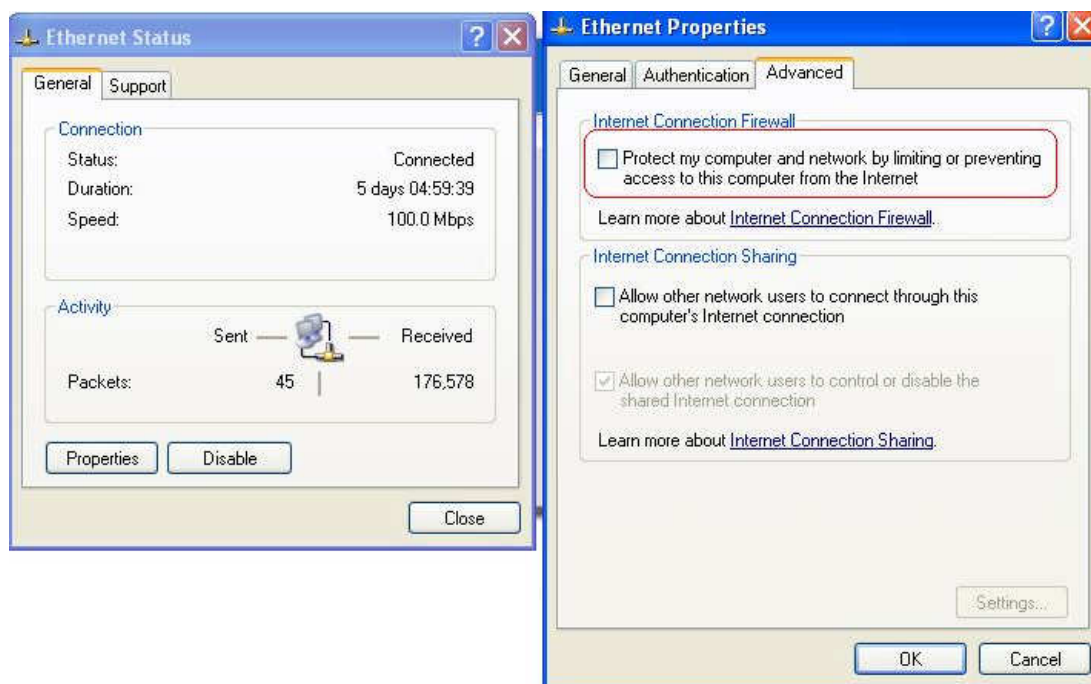 Ethernet Status
General Support
Connection
Status: Connected
Duration: 5 days 04:59:39
Speed: 100.0 Mbps
Activity
Sent Received
Packets: 45 176,578
Properties Disable
Close
Ethernet Properties
General Authentication Advanced
Internet Connection Firewall
Protect my computer and network by limiting or preventing
access to this computer from the Internet
Learn more about Internet Connection Firewall.
Internet Connection Sharing
Allow other network users to connect through this
computer's Internet connection
Allow other network users to control or disable the
shared Internet connection
Learn more about Internet Connection Sharing.
Settings...
OK Cancel